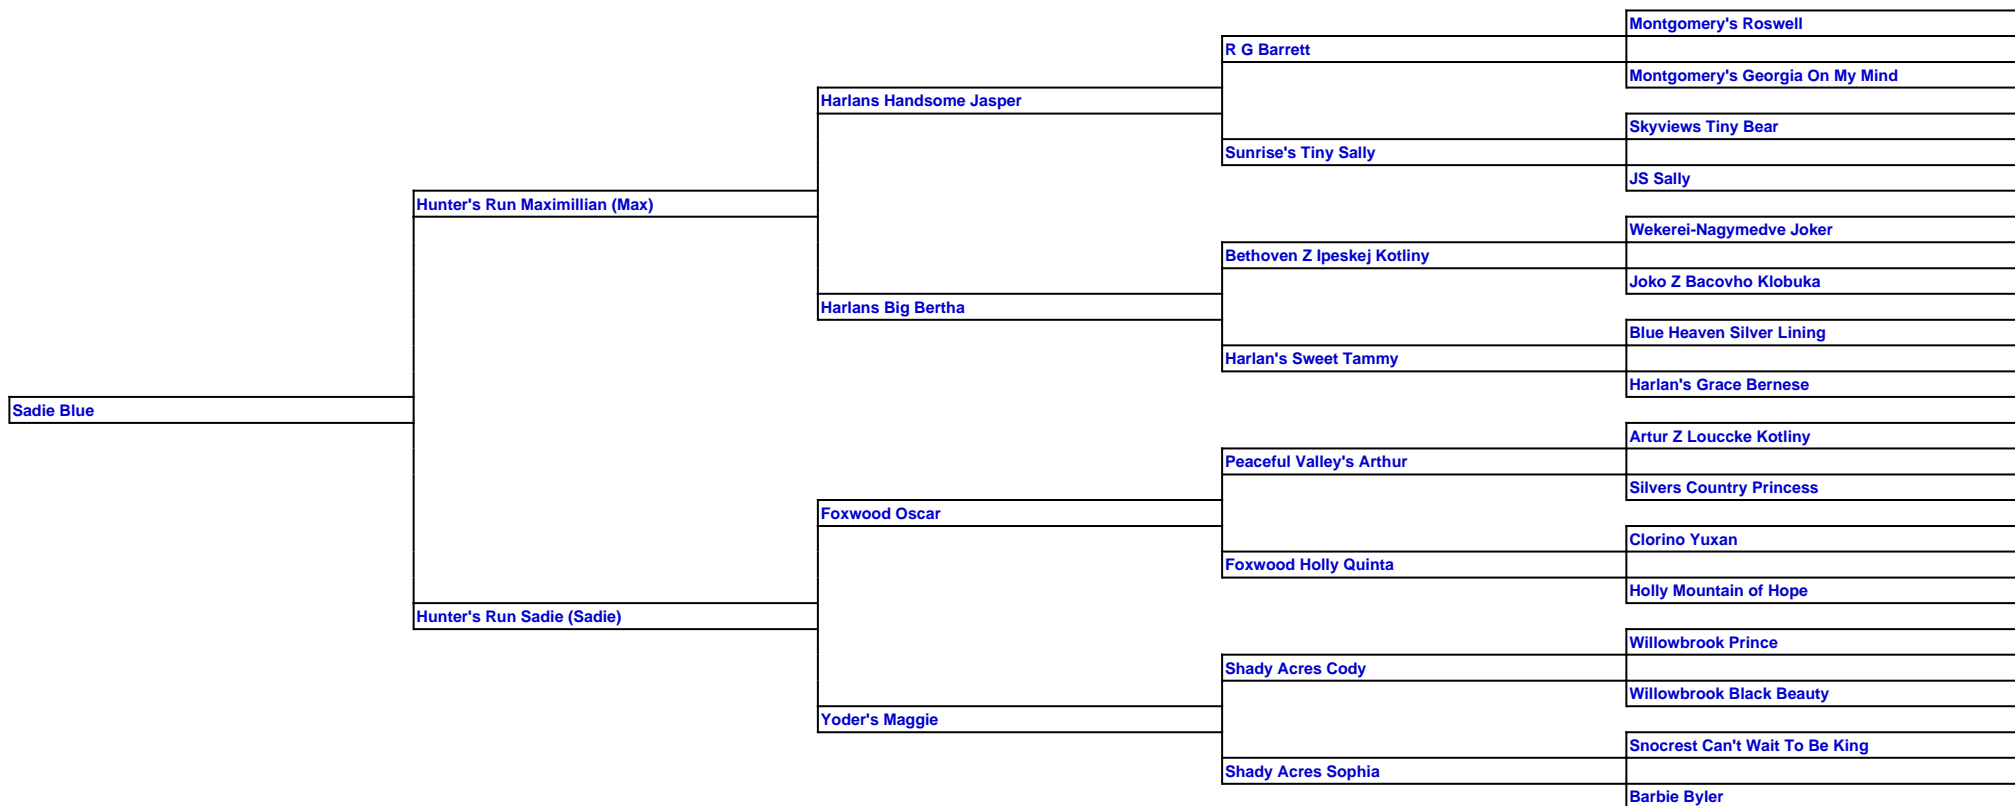 Montgomery's Roswell
R G Barrett
Montgomery's Georgia On My Mind
Harlans Handsome Jasper
Skyviews Tiny Bear
Sunrise's Tiny Sally
JS Sally
Hunter's Run Maximillian (Max)
Wekerei-Nagymedve Joker
Bethoven Z Ipeskej Kotliny
Joko Z Bacovho Klobuka
Harlans Big Bertha
Blue Heaven Silver Lining
Harlan's Sweet Tammy
Harlan's Grace Bernese
Sadie Blue
Artur Z Louccke Kotliny
Peaceful Valley's Arthur
Silvers Country Princess
Foxwood Oscar
Clorino Yuxan
Foxwood Holly Quinta
Holly Mountain of Hope
Hunter's Run Sadie (Sadie)
Willowbrook Prince
Shady Acres Cody
Willowbrook Black Beauty
Yoder's Maggie
Snocrest Can't Wait To Be King
Shady Acres Sophia
Barbie Byler